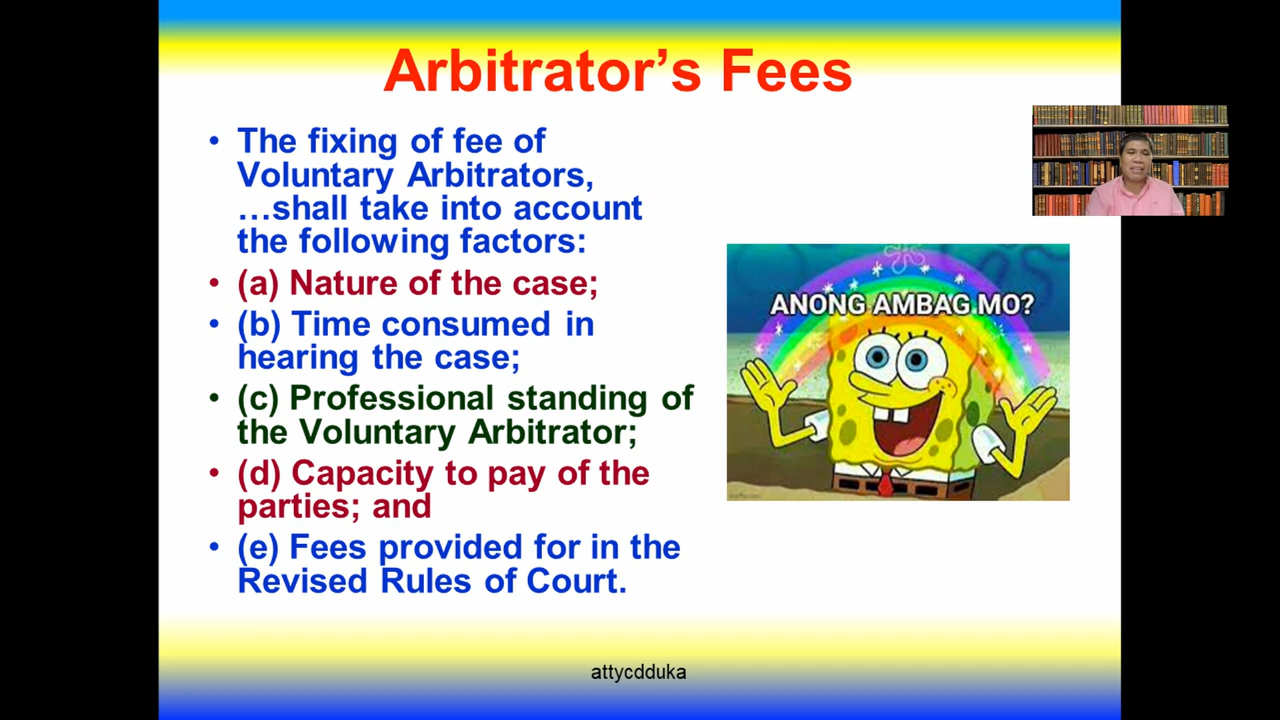 Arbitrator’s Fees
• The fixing of fee of
Voluntary Arbitrators,
…shall take into account
the following factors:
• (a) Nature of the case;
• (b) Time consumed in
hearing the case;
• (c) Professional standing of
the Voluntary Arbitrator;
• (d) Capacity to pay of the
parties; and
• (e) Fees provided for in the
Revised Rules of Court.
ANONG AMBAG MO?
attycdduka